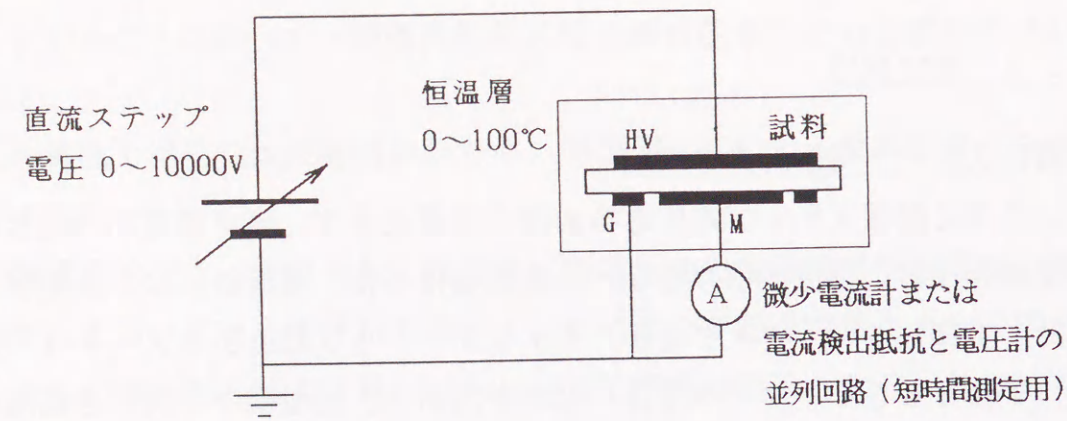 直流ステップ
電圧 0～10000V
恒温層
0～100℃
HV
試料
G
M
A
微少電流計または
電流検出抵抗と電圧計の
並列回路（短時間測定用）